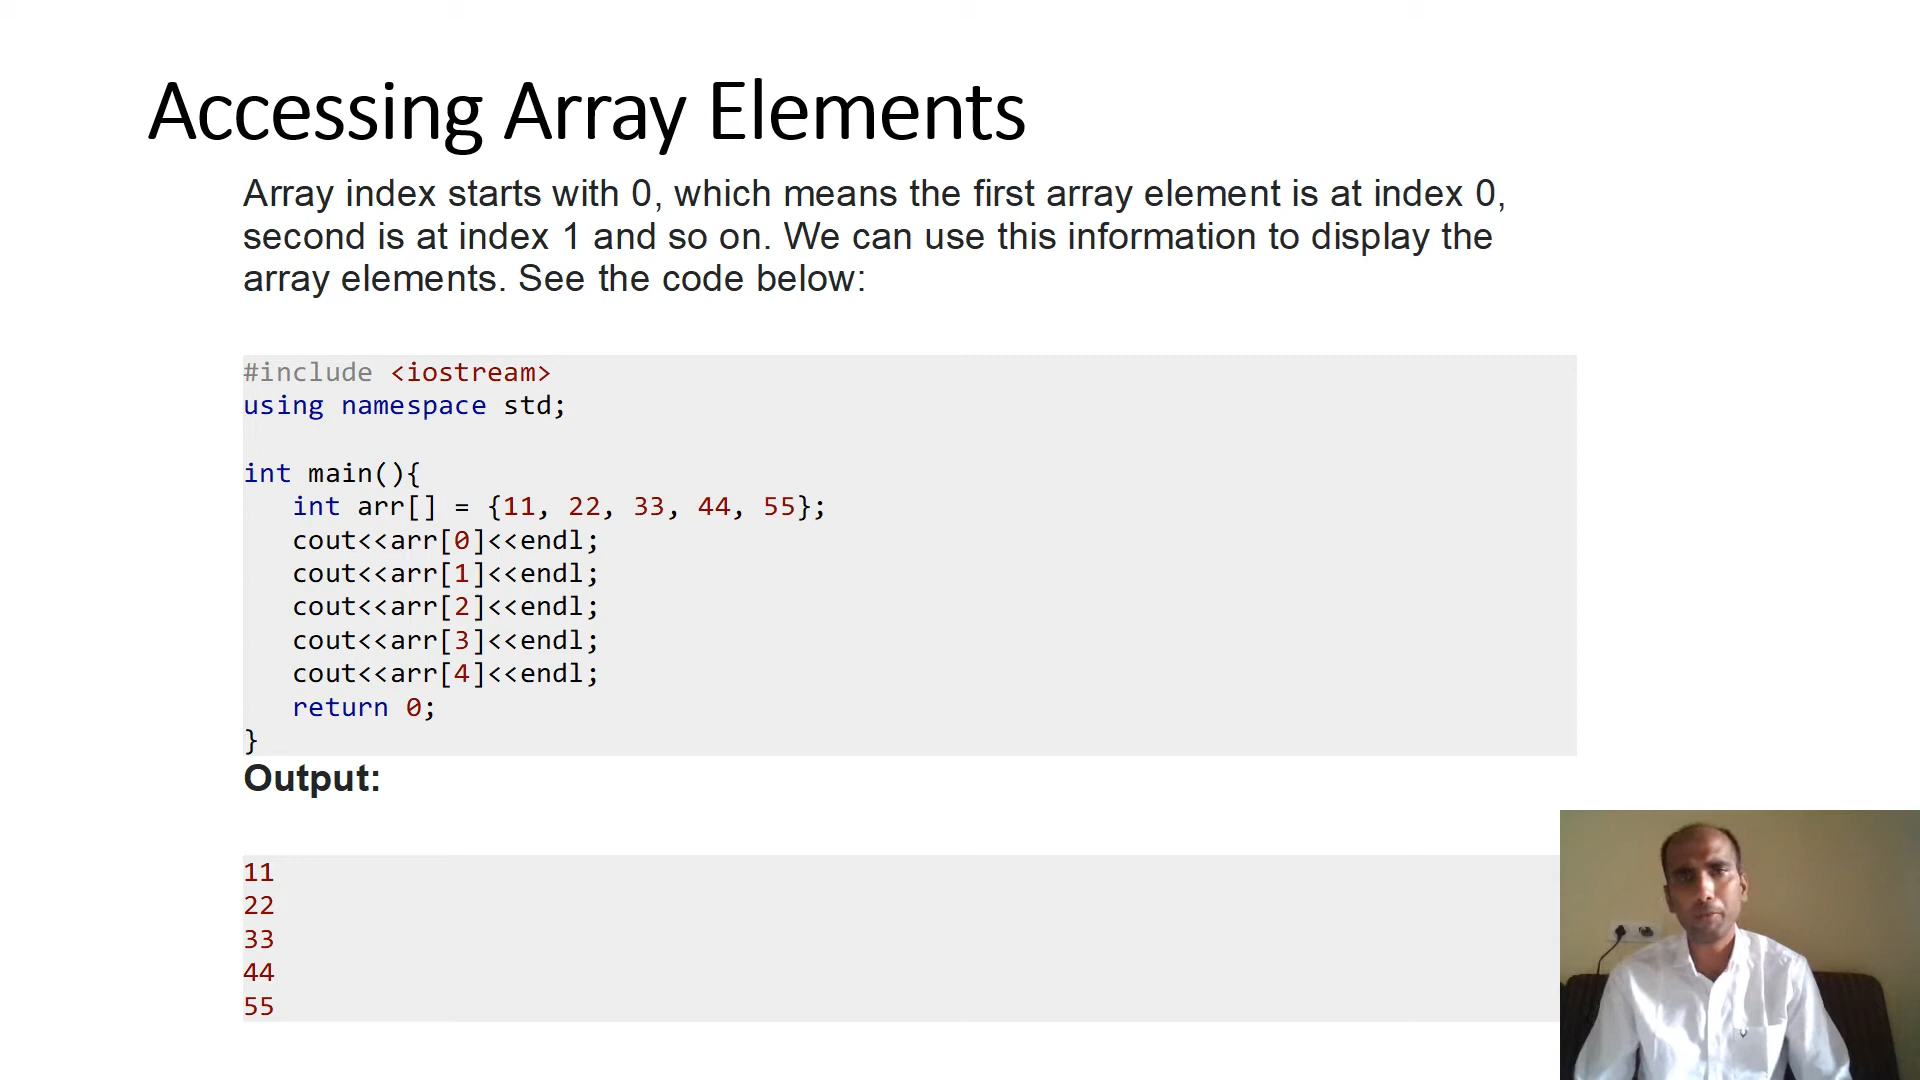 Accessing Array Elements
Array index starts with 0, which means the first array element is at index 0,
second is at index 1 and so on. We can use this information to display the
array elements. See the code below:
#include <iostream>
using namespace std;
int main(){
   int arr[] = {11, 22, 33, 44, 55};
   cout<<arr[0]<<endl;
   cout<<arr[1]<<endl;
   cout<<arr[2]<<endl;
   cout<<arr[3]<<endl;
   cout<<arr[4]<<endl;
   return 0;
}
Output:
11
22
33
44
55